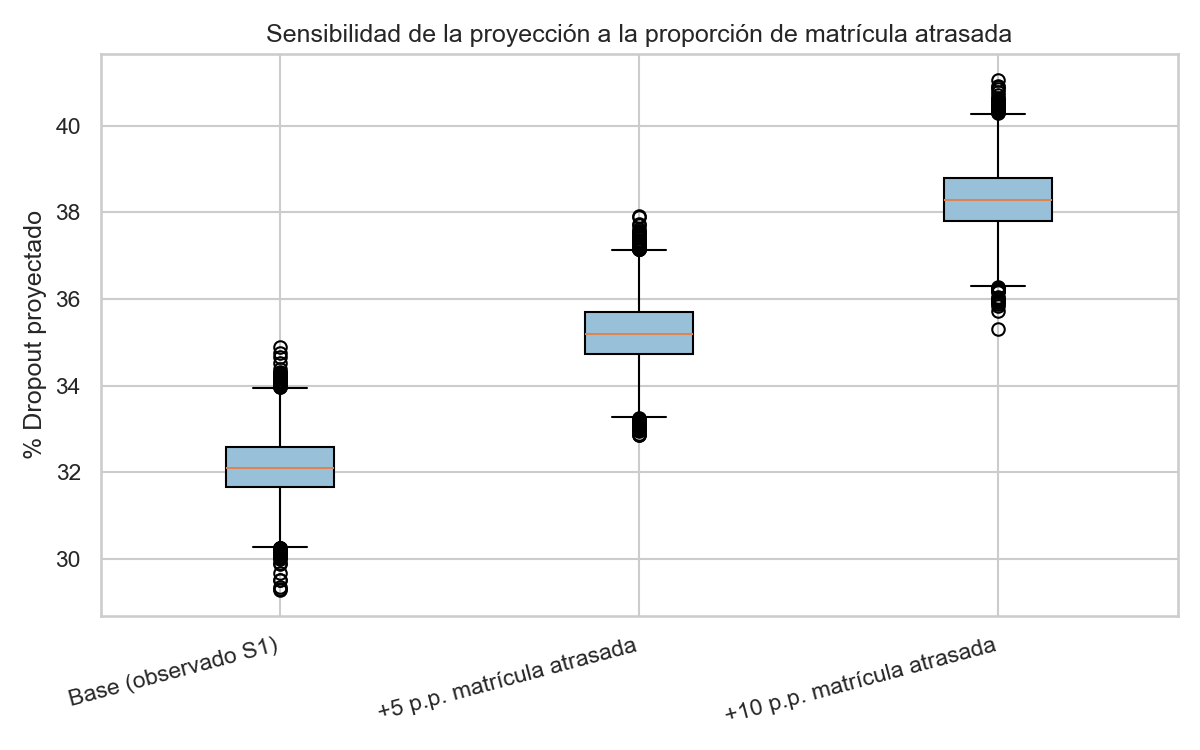 Sensibilidad de la proyección a la proporción de matrícula atrasada
% Dropout proyectado
40
38
36
34
32
30
Base (observado S1)
+5 p.p. matrícula atrasada
+10 p.p. matrícula atrasada